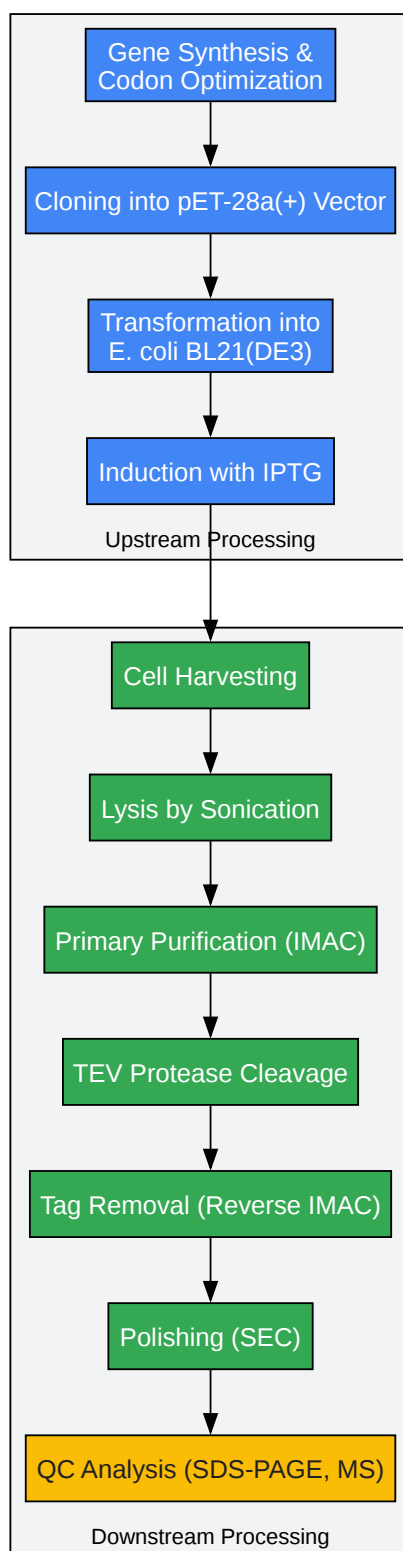 Gene Synthesis &
Codon Optimization
Cloning into pET-28a(+) Vector
Transformation into
E. coli BL21(DE3)
Induction with IPTG
Upstream Processing
Cell Harvesting
Lysis by Sonication
Primary Purification (IMAC)
TEV Protease Cleavage
Tag Removal (Reverse IMAC)
Polishing (SEC)
QC Analysis (SDS-PAGE, MS)
Downstream Processing